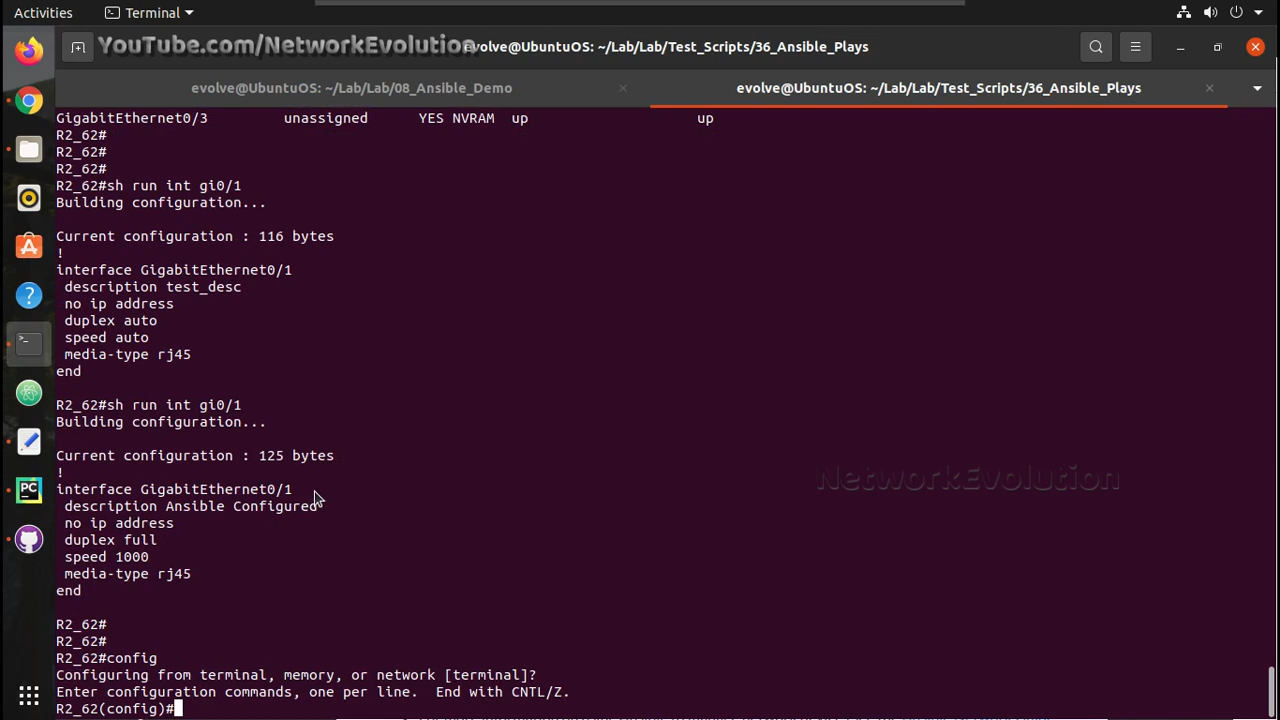 Activities
Terminal
YouTube.com/NetworkEvolution
evolve@UbuntuOS: ~/Lab/Lab/Test_Scripts/36_Ansible_Plays
evolve@UbuntuOS: ~/Lab/Lab/08_Ansible_Demo
evolve@UbuntuOS: ~/Lab/Lab/Test_Scripts/36_Ansible_Plays
GigabitEthernet0/3 unassigned YES NVRAM up up
R2_62#
R2_62#
R2_62#
R2_62#sh run int gi0/1
Building configuration...
Current configuration : 116 bytes
!
interface GigabitEthernet0/1
description test_desc
no ip address
duplex auto
speed auto
media-type rj45
end
R2_62#sh run int gi0/1
Building configuration...
Current configuration : 125 bytes
!
interface GigabitEthernet0/1
description Ansible Configured
no ip address
duplex full
speed 1000
media-type rj45
end
R2_62#
R2_62#
R2_62#config
Configuring from terminal, memory, or network [terminal]?
Enter configuration commands, one per line. End with CNTL/Z.
R2_62(config)#
NetworkEvolution
PC